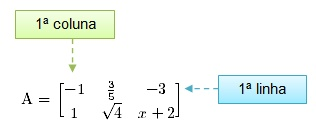 1ª coluna
1ª linha
A = [ −1 3/5 −3
1 √4 x + 2 ]